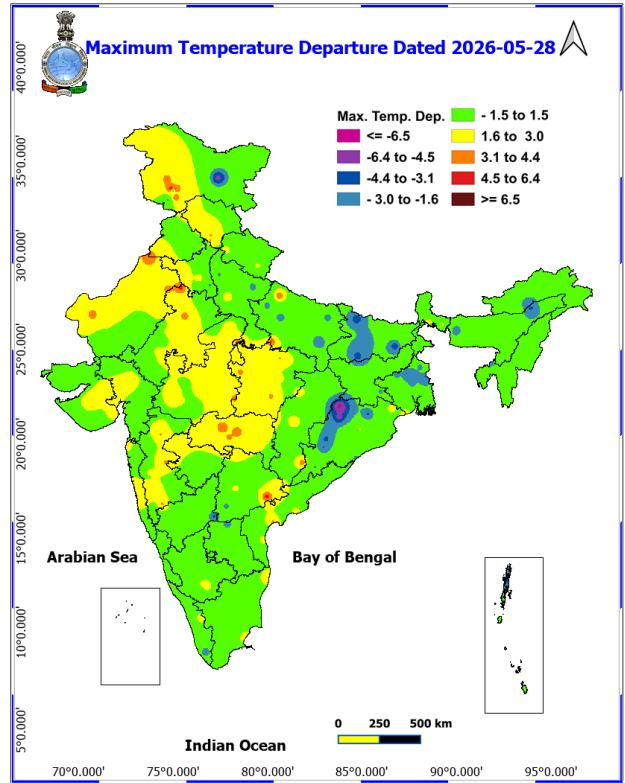 Maximum Temperature Departure Dated 2026-05-28
Max. Temp. Dep.
<= -6.5
-6.4 to -4.5
-4.4 to -3.1
- 3.0 to -1.6
- 1.5 to 1.5
1.6 to 3.0
3.1 to 4.4
4.5 to 6.4
>= 6.5
40°0.000'
35°0.000'
30°0.000'
25°0.000'
20°0.000'
15°0.000'
10°0.000'
5°0.000'
Arabian Sea
Bay of Bengal
Indian Ocean
0 250 500 km
70°0.000' 75°0.000' 80°0.000' 85°0.000' 90°0.000' 95°0.000'